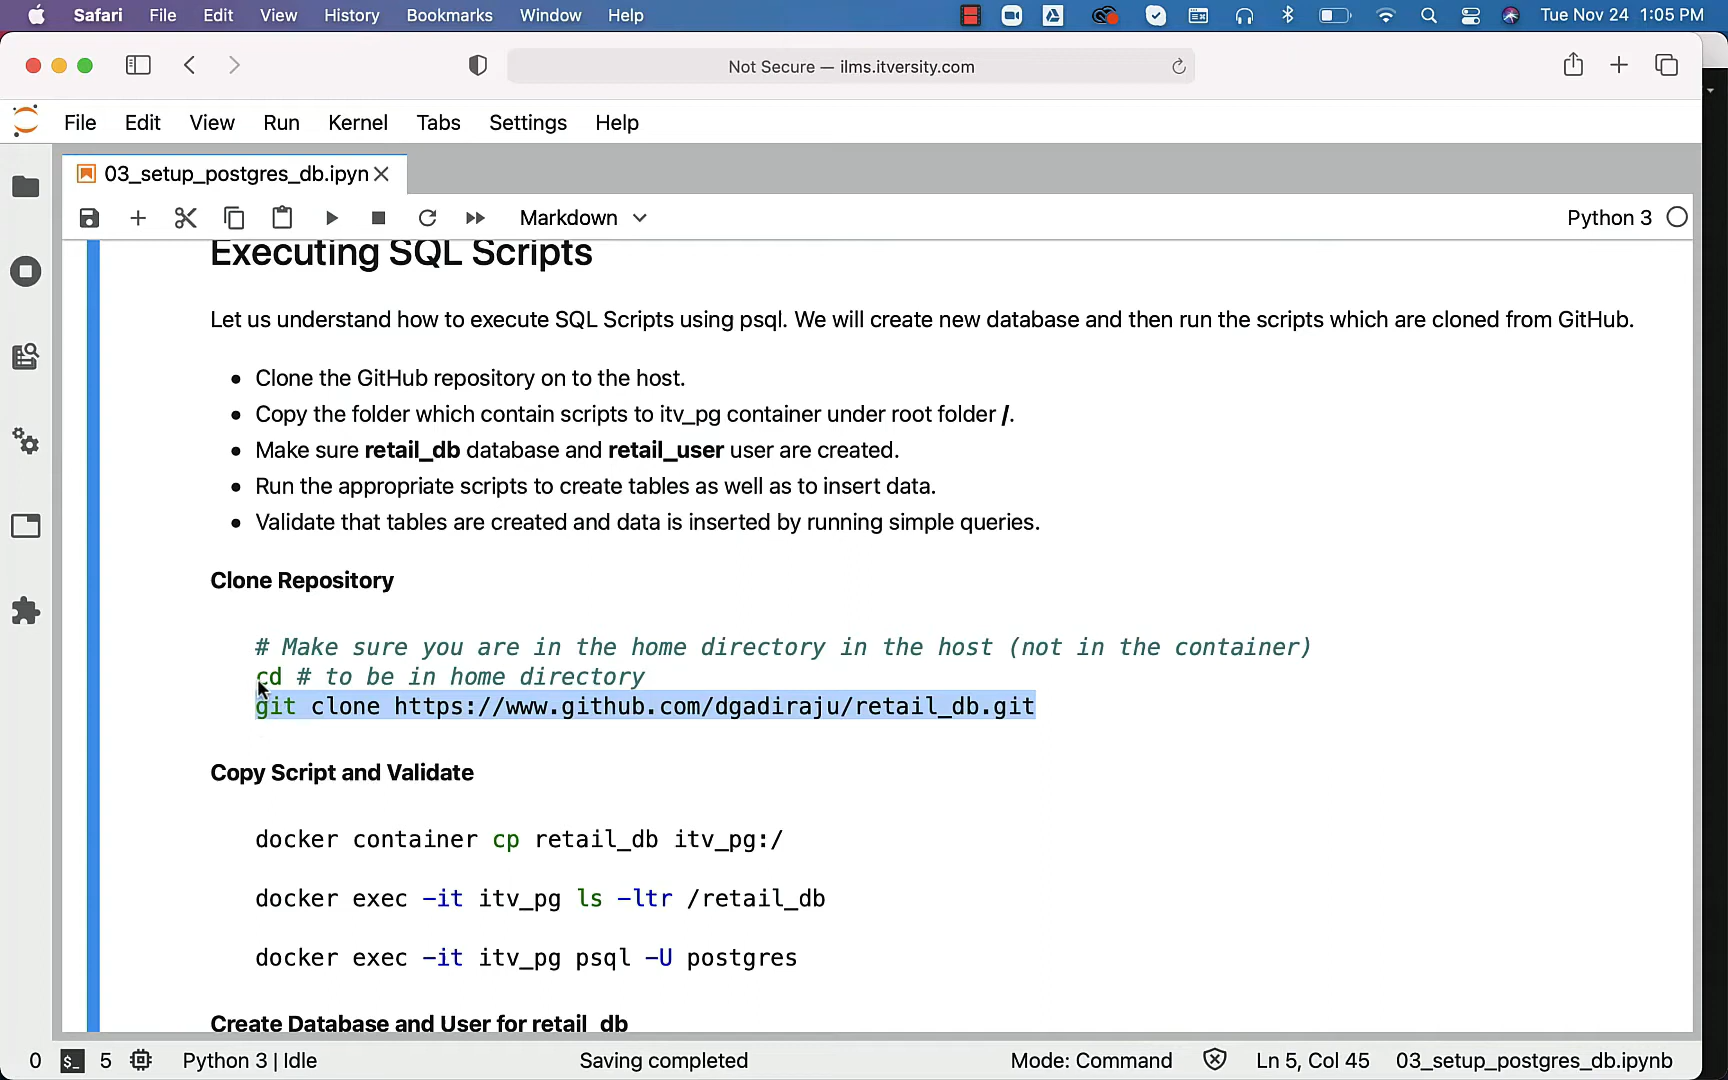 Safari File Edit View History Bookmarks Window Help Tue Nov 24 1:05 PM
Not Secure — ilms.itversity.com
File Edit View Run Kernel Tabs Settings Help
03_setup_postgres_db.ipyn
Markdown Python 3
Executing SQL Scripts
Let us understand how to execute SQL Scripts using psql. We will create new database and then run the scripts which are cloned from GitHub.
• Clone the GitHub repository on to the host.
• Copy the folder which contain scripts to itv_pg container under root folder /.
• Make sure retail_db database and retail_user user are created.
• Run the appropriate scripts to create tables as well as to insert data.
• Validate that tables are created and data is inserted by running simple queries.
Clone Repository
# Make sure you are in the home directory in the host (not in the container)
cd # to be in home directory
git clone https://www.github.com/dgadiraju/retail_db.git
Copy Script and Validate
docker container cp retail_db itv_pg:/
docker exec -it itv_pg ls -ltr /retail_db
docker exec -it itv_pg psql -U postgres
Create Database and User for retail_db
0 $_ 5 Python 3 | Idle Saving completed Mode: Command Ln 5, Col 45 03_setup_postgres_db.ipynb